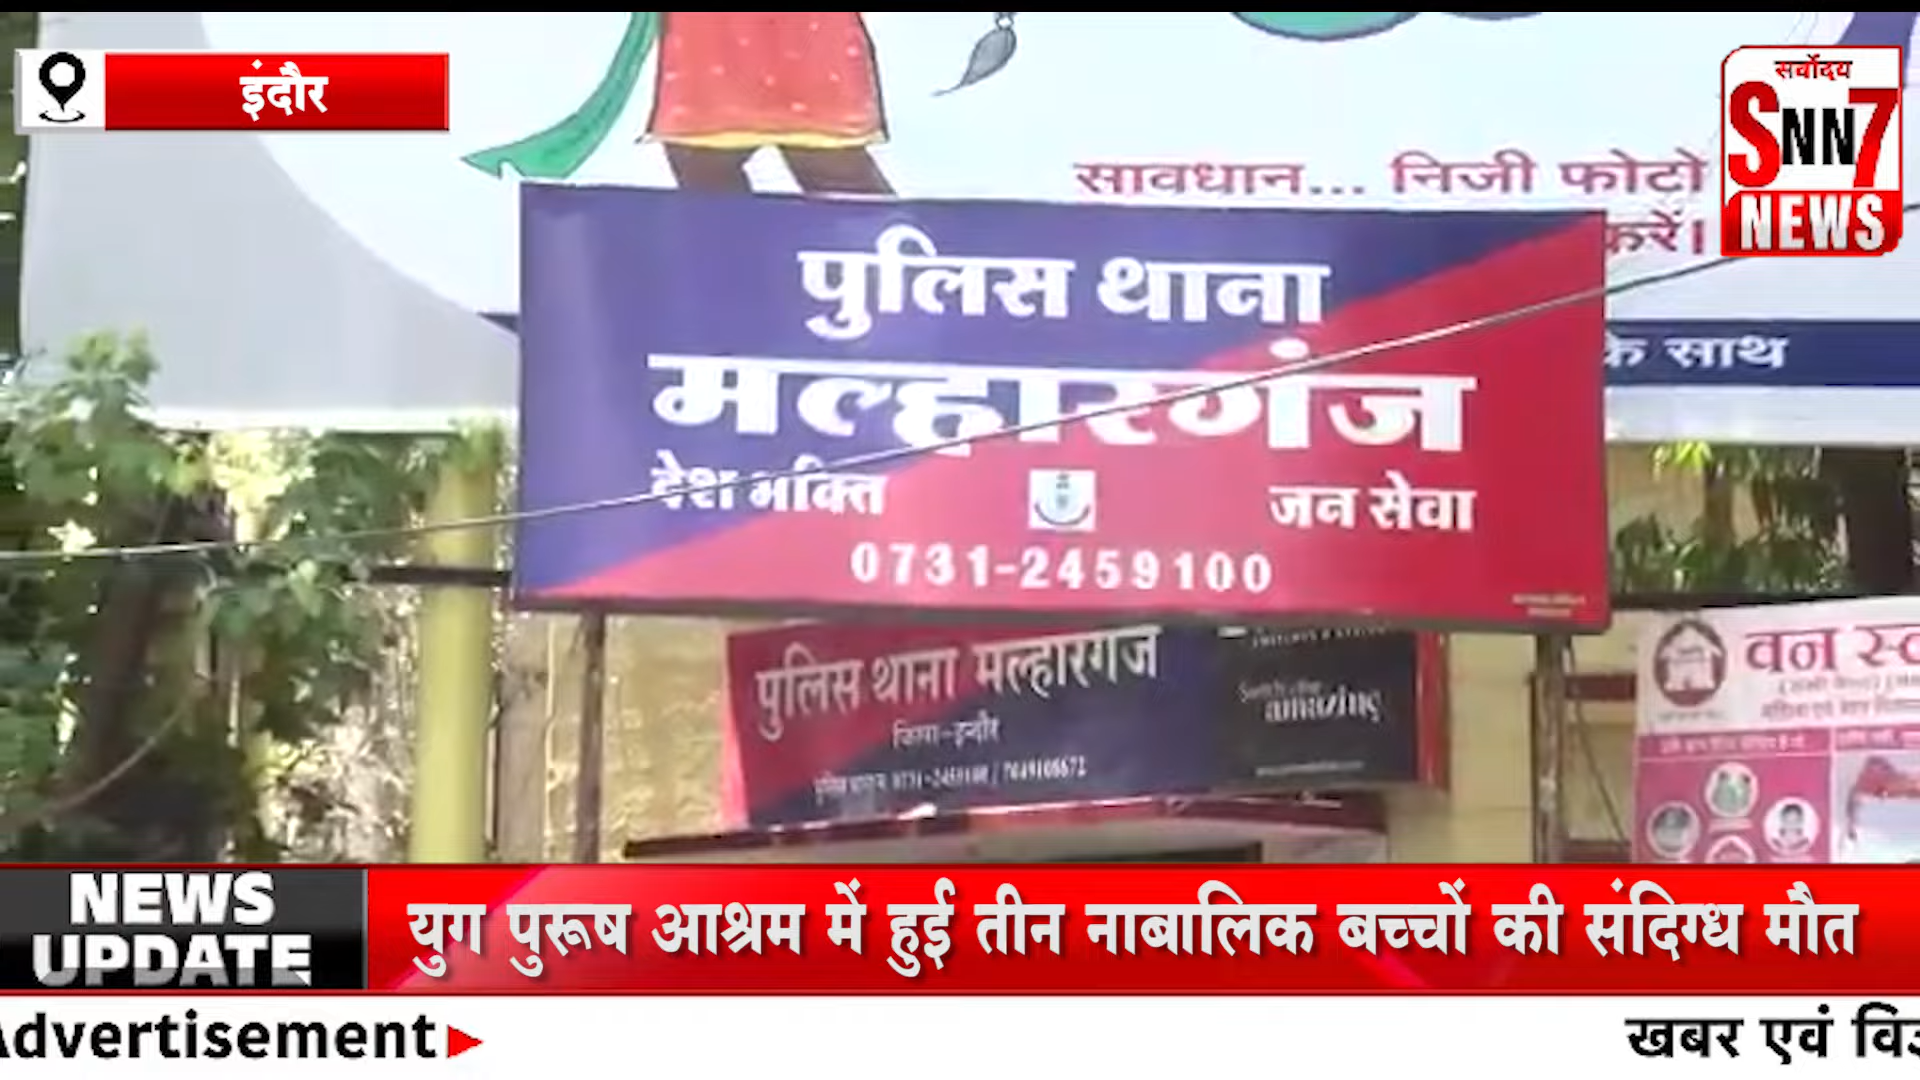 इंदौर
सर्वोदय
SNN7
NEWS
सावधान... निजी फोटो
करें।
पुलिस थाना
मल्हारगंज
देश भक्ति
जन सेवा
0731-2459100
के साथ
पुलिस थाना मल्हारगंज
जिला-इन्दौर
amazing
वन
NEWS
UPDATE
युग पुरूष आश्रम में हुई तीन नाबालिक बच्चों की संदिग्ध मौत
Advertisement
खबर एवं